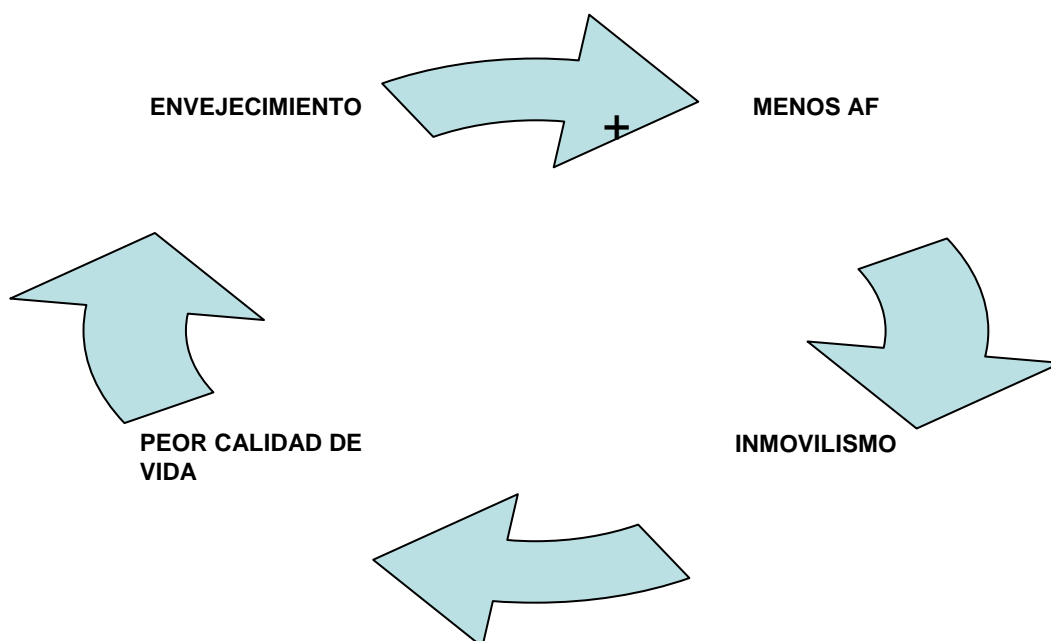 ENVEJECIMIENTO
+
MENOS AF
PEOR CALIDAD DE
VIDA
INMOVILISMO